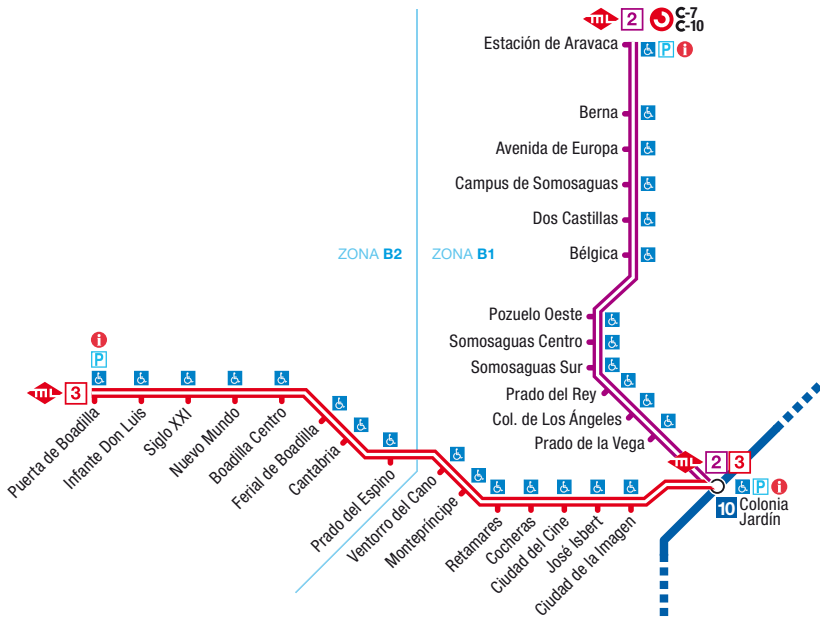 mL 2 C-7
C-10
Estación de Aravaca
P i
Berna
Avenida de Europa
Campus de Somosaguas
Dos Castillas
ZONA B2 ZONA B1
Bélgica
Pozuelo Oeste
Somosaguas Centro
Somosaguas Sur
Prado del Rey
Col. de Los Ángeles
Prado de la Vega
i
P
mL 3
Puerta de Boadilla
Infante Don Luis
Siglo XXI
Nuevo Mundo
Boadilla Centro
Ferial de Boadilla
Cantabria
Prado del Espino
Ventorro del Cano
Montepríncipe
Retamares
Cocheras
Ciudad del Cine
José Isbert
Ciudad de la Imagen
mL 2 3
P i
10 Colonia
Jardín